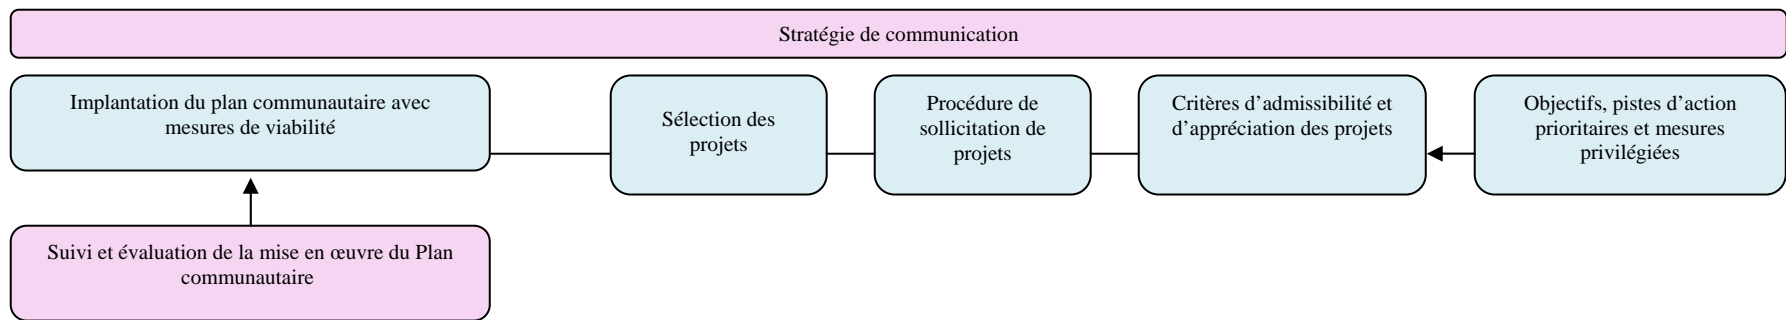 Stratégie de communication
Implantation du plan communautaire avec
mesures de viabilité
Sélection des
projets
Procédure de
sollicitation de
projets
Critères d’admissibilité et
d’appréciation des projets
Objectifs, pistes d’action
prioritaires et mesures
privilégiées
Suivi et évaluation de la mise en œuvre du Plan
communautaire